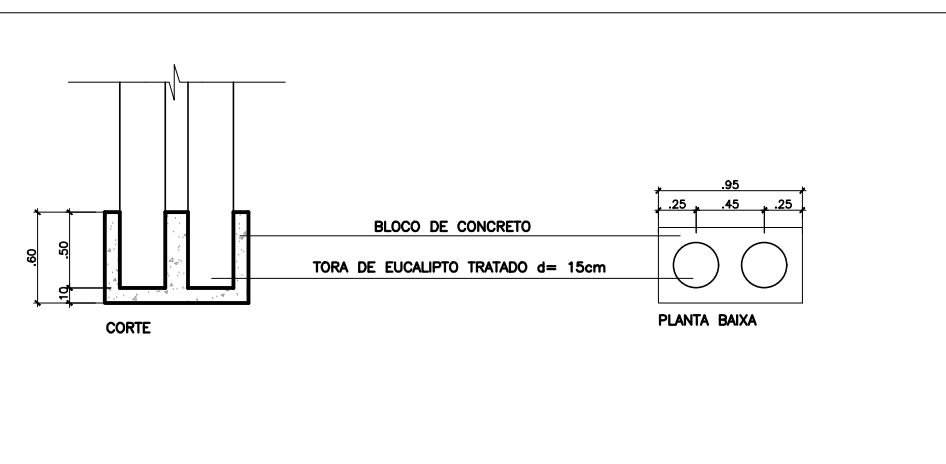 .95
.25 .45 .25
BLOCO DE CONCRETO
.60
.50
TORA DE EUCALIPTO TRATADO d= 15cm
.10
CORTE
PLANTA BAIXA